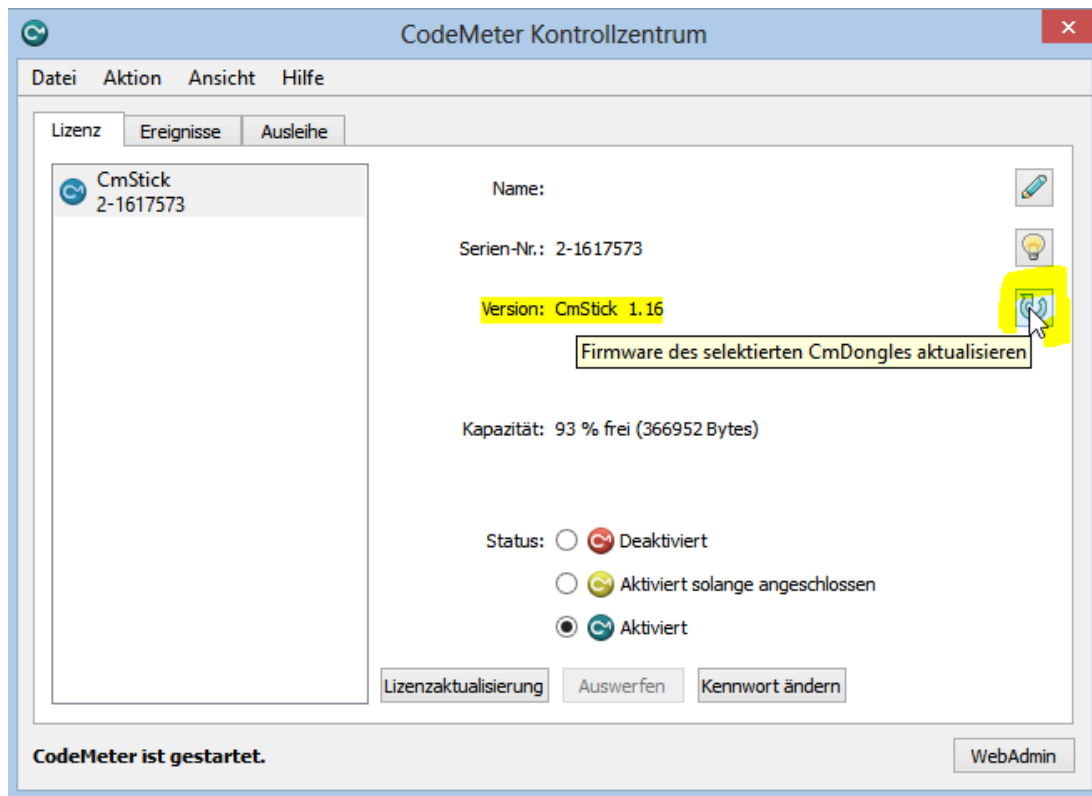 CodeMeter Kontrollzentrum
Datei Aktion Ansicht Hilfe
Lizenz Ereignisse Ausleihe
CmStick
2-1617573
Name:
Serien-Nr.: 2-1617573
Version: CmStick 1.16
Firmware des selektierten CmDongles aktualisieren
Kapazität: 93 % frei (366952 Bytes)
Status: Deaktiviert
Aktiviert solange angeschlossen
Aktiviert
Lizenzaktualisierung Auswerfen Kennwort ändern
CodeMeter ist gestartet. WebAdmin